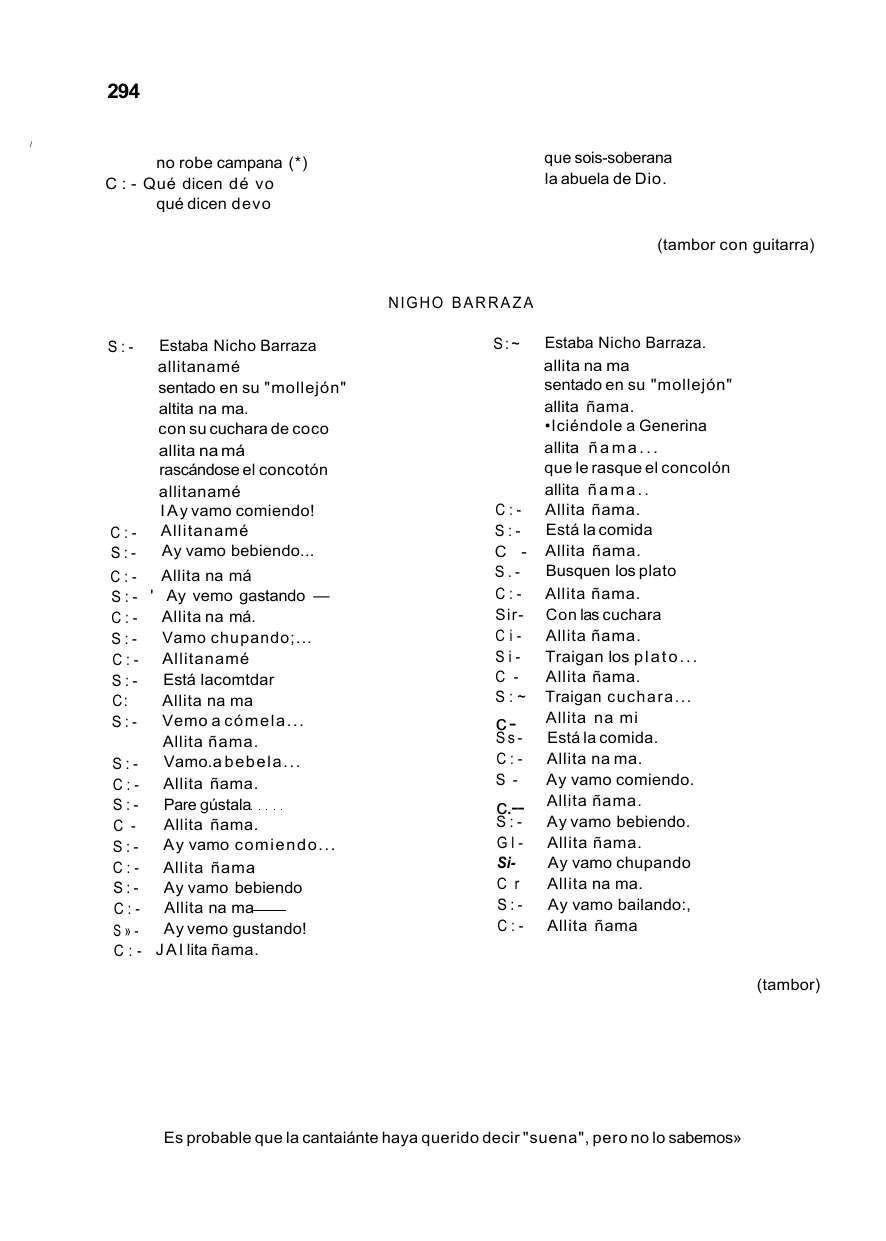 294
no robe campana (*)
C:- Qué dicen dé vo
qué dicen devo
que sois-soberana
la abuela de Dio.
(tambor con guitarra)
NIGHO BARRAZA
S:- Estaba Nicho Barraza
allitanamé
sentado en su "mollejón"
altita na ma.
con su cuchara de coco
allita na má
rascándose el concotón
allitanamé
lAy vamo comiendo!
C:- Allitanamé
S:- Ay vamo bebiendo...
C:- Allita na má
S:- ' Ay vemo gastando —
C:- Allita na má.
S:- Vamo chupando;...
C:- Allitanamé
S:- Está lacomtdar
C: Allita na ma
S:- Vemo a cómela...
Allita ñama.
S:- Vamo.a bebela...
C:- Allita ñama.
S:- Pare gústala.....
C - Allita ñama.
S:- Ay vamo comiendo...
C:- Allita ñama
S:- Ay vamo bebiendo
C:- Allita na ma——
S»- Ay vemo gustando!
C:- JAI lita ñama.
S:~ Estaba Nicho Barraza.
allita na ma
sentado en su "mollejón"
allita ñama.
•Iciéndole a Generina
allita ñama...
que le rasque el concolón
allita ñama..
C:- Allita ñama.
S:- Está la comida
C - Allita ñama.
S.- Busquen los plato
C:- Allita ñama.
Sir- Con las cuchara
Ci- Allita ñama.
Si- Traigan los plato...
C - Allita ñama.
S:~ Traigan cuchara...
C- Allita na mi
Ss- Está la comida.
C:- Allita na ma.
S - Ay vamo comiendo.
C.-- Allita ñama.
S:- Ay vamo bebiendo.
Gl- Allita ñama.
Si- Ay vamo chupando
C r Allita na ma.
S:- Ay vamo bailando:,
C:- Allita ñama
(tambor)
Es probable que la cantaiánte haya querido decir "suena", pero no lo sabemos»